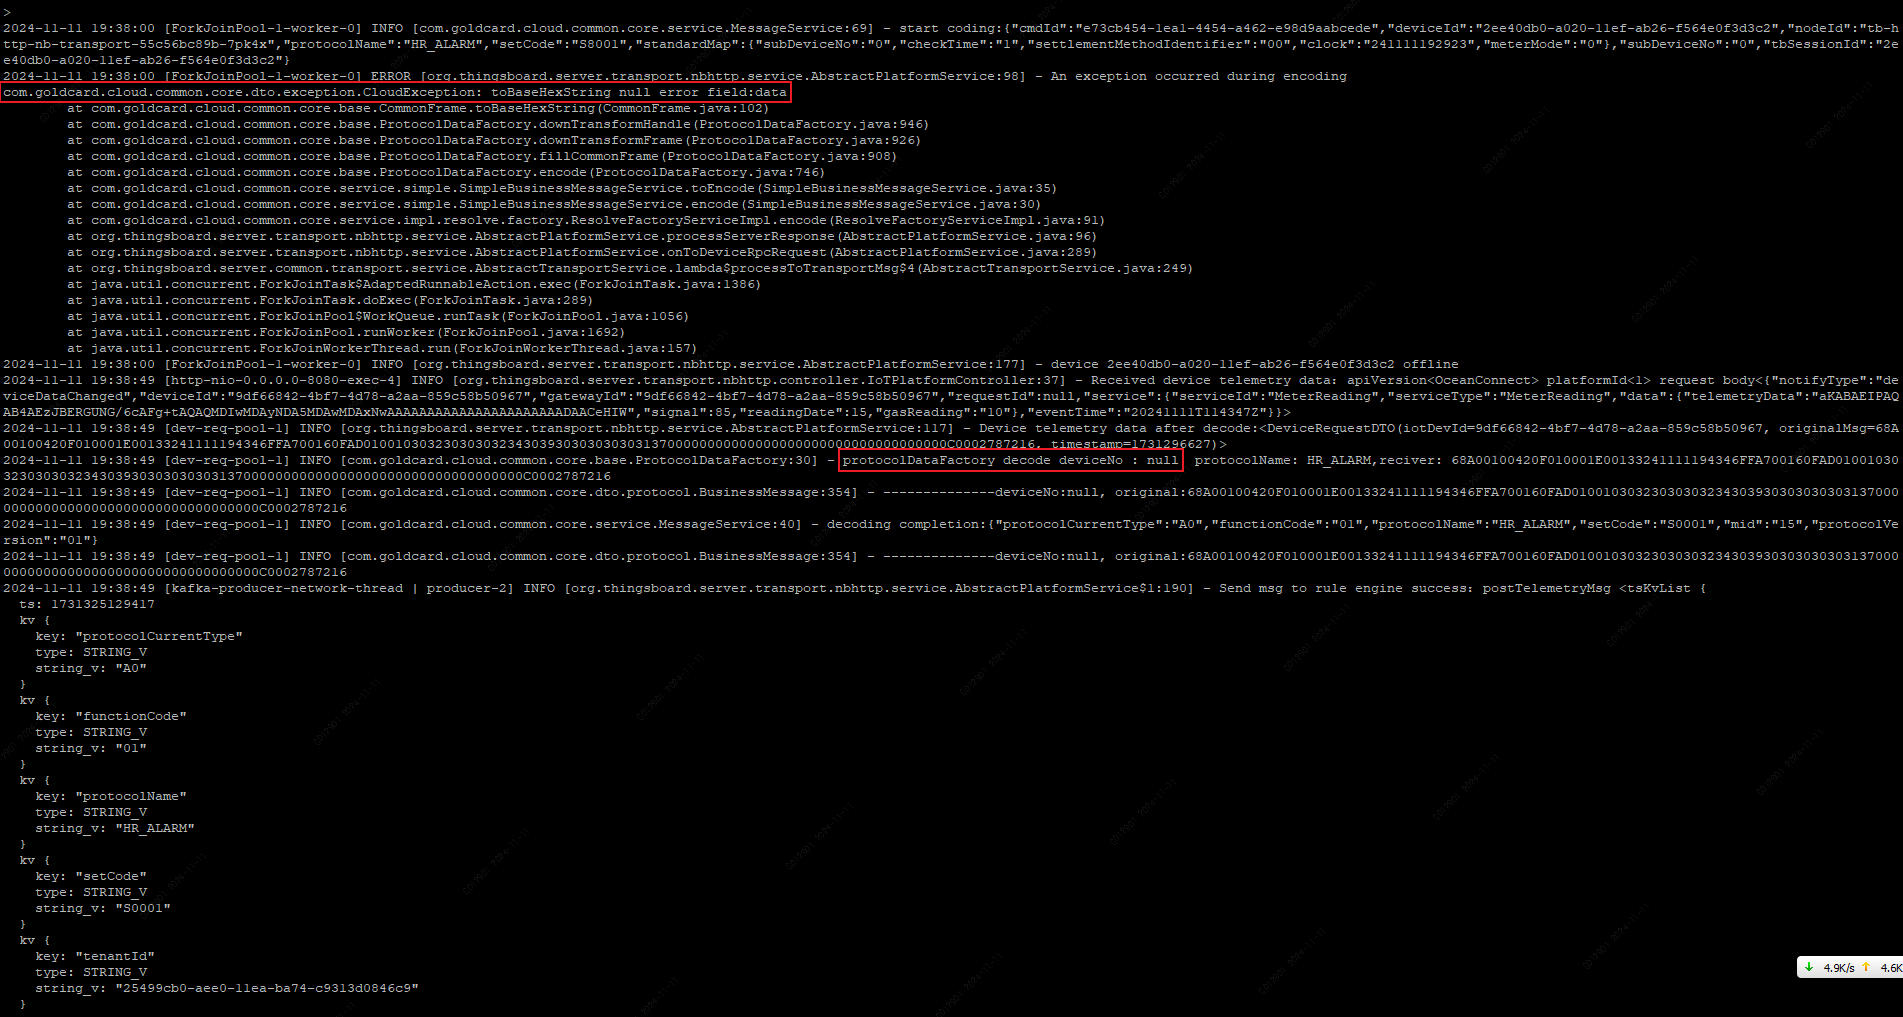 >
2024-11-11 19:38:00 [ForkJoinPool-1-worker-0] INFO [com.goldcard.cloud.common.core.service.MessageService:69] - start coding:{"cmdId":"e73cb454-1ea1-4454-a462-e98d9aabcede","deviceId":"2ee40db0-a020-11ef-ab26-f564e0f3d3c2","nodeId":"tb-h
ttp-nb-transport-55c56bc89b-7pk4x","protocolName":"HR_ALARM","setCode":"S8001","standardMap":{"subDeviceNo":"0","checkTime":"1","settlementMethodIdentifier":"00","clock":"241111192923","meterMode":"0"},"subDeviceNo":"0","tbSessionId":"2e
e40db0-a020-11ef-ab26-f564e0f3d3c2"}
2024-11-11 19:38:00 [ForkJoinPool-1-worker-0] ERROR [org.thingsboard.server.transport.nbhttp.service.AbstractPlatformService:98] - An exception occurred during encoding
com.goldcard.cloud.common.core.dto.exception.CloudException: toBaseHexString null error field:data
at com.goldcard.cloud.common.core.base.CommonFrame.toBaseHexString(CommonFrame.java:102)
at com.goldcard.cloud.common.core.base.ProtocolDataFactory.downTransformHandle(ProtocolDataFactory.java:946)
at com.goldcard.cloud.common.core.base.ProtocolDataFactory.downTransformFrame(ProtocolDataFactory.java:926)
at com.goldcard.cloud.common.core.base.ProtocolDataFactory.fillCommonFrame(ProtocolDataFactory.java:908)
at com.goldcard.cloud.common.core.base.ProtocolDataFactory.encode(ProtocolDataFactory.java:746)
at com.goldcard.cloud.common.core.service.simple.SimpleBusinessMessageService.toEncode(SimpleBusinessMessageService.java:35)
at com.goldcard.cloud.common.core.service.simple.SimpleBusinessMessageService.encode(SimpleBusinessMessageService.java:30)
at com.goldcard.cloud.common.core.service.impl.resolve.factory.ResolveFactoryServiceImpl.encode(ResolveFactoryServiceImpl.java:91)
at org.thingsboard.server.transport.nbhttp.service.AbstractPlatformService.processServerResponse(AbstractPlatformService.java:96)
at org.thingsboard.server.transport.nbhttp.service.AbstractPlatformService.onToDeviceRpcRequest(AbstractPlatformService.java:289)
at org.thingsboard.server.common.transport.service.AbstractTransportService.lambda$processToTransportMsg$4(AbstractTransportService.java:249)
at java.util.concurrent.ForkJoinTask$AdaptedRunnableAction.exec(ForkJoinTask.java:1386)
at java.util.concurrent.ForkJoinTask.doExec(ForkJoinTask.java:289)
at java.util.concurrent.ForkJoinPool$WorkQueue.runTask(ForkJoinPool.java:1056)
at java.util.concurrent.ForkJoinPool.runWorker(ForkJoinPool.java:1692)
at java.util.concurrent.ForkJoinWorkerThread.run(ForkJoinWorkerThread.java:157)
2024-11-11 19:38:00 [ForkJoinPool-1-worker-0] INFO [org.thingsboard.server.transport.nbhttp.service.AbstractPlatformService:177] - device 2ee40db0-a020-11ef-ab26-f564e0f3d3c2 offline
2024-11-11 19:38:49 [http-nio-0.0.0.0-8080-exec-4] INFO [org.thingsboard.server.transport.nbhttp.controller.IoTPlatformController:37] - Received device telemetry data: apiVersion<OceanConnect> platformId<1> request body<{"notifyType":"de
viceDataChanged","deviceId":"9df66842-4bf7-4d78-a2aa-859c58b50967","gatewayId":"9df66842-4bf7-4d78-a2aa-859c58b50967","requestId":null,"service":{"serviceId":"MeterReading","serviceType":"MeterReading","data":{"telemetryData":"aKABAEIPAQ
AB4AEzJBERGUNG/6cAFg+tAQAQMDIwMDAyNDA5MDAwMDAxNwAAAAAAAAAAAAAAAAAAAAAADAACeHIW","signal":85,"readingDate":15,"gasReading":"10"},"eventTime":"20241111T114347Z"}}>
2024-11-11 19:38:49 [dev-req-pool-1] INFO [org.thingsboard.server.transport.nbhttp.service.AbstractPlatformService:117] - Device telemetry data after decode:<DeviceRequestDTO(iotDevId=9df66842-4bf7-4d78-a2aa-859c58b50967, originalMsg=68A
00100420F010001E00133241111194346FFA700160FAD010010303230303032343039303030303031370000000000000000000000000000000000C0002787216, timestamp=1731296627)>
2024-11-11 19:38:49 [dev-req-pool-1] INFO [com.goldcard.cloud.common.core.base.ProtocolDataFactory:30] - protocolDataFactory decode deviceNo : null  protocolName: HR_ALARM,reciver: 68A00100420F010001E00133241111194346FFA700160FAD01001030
3230303032343039303030303031370000000000000000000000000000000000C0002787216
2024-11-11 19:38:49 [dev-req-pool-1] INFO [com.goldcard.cloud.common.core.dto.protocol.BusinessMessage:354] - --------------deviceNo:null, original:68A00100420F010001E00133241111194346FFA700160FAD0100103032303030323430393030303030313700​0
0000000000000000000000000000000C0002787216
2024-11-11 19:38:49 [dev-req-pool-1] INFO [com.goldcard.cloud.common.core.service.MessageService:40] - decoding completion:{"protocolCurrentType":"A0","functionCode":"01","protocolName":"HR_ALARM","setCode":"S0001","mid":"15","protocolVe
rsion":"01"}
2024-11-11 19:38:49 [dev-req-pool-1] INFO [com.goldcard.cloud.common.core.dto.protocol.BusinessMessage:354] - --------------deviceNo:null, original:68A00100420F010001E00133241111194346FFA700160FAD01001030323030303234303930303030303137000
0000000000000000000000000000000C0002787216
2024-11-11 19:38:49 [kafka-producer-network-thread | producer-2] INFO [org.thingsboard.server.transport.nbhttp.service.AbstractPlatformService$1:190] - Send msg to rule engine success: postTelemetryMsg <tsKvList {
ts: 1731325129417
kv {
key: "protocolCurrentType"
type: STRING_V
string_v: "A0"
}
kv {
key: "functionCode"
type: STRING_V
string_v: "01"
}
kv {
key: "protocolName"
type: STRING_V
string_v: "HR_ALARM"
}
kv {
key: "setCode"
type: STRING_V
string_v: "S0001"
}
kv {
key: "tenantId"
type: STRING_V
string_v: "25499cb0-aee0-11ea-ba74-c9313d0846c9"
}
4.9K/s 4.6K